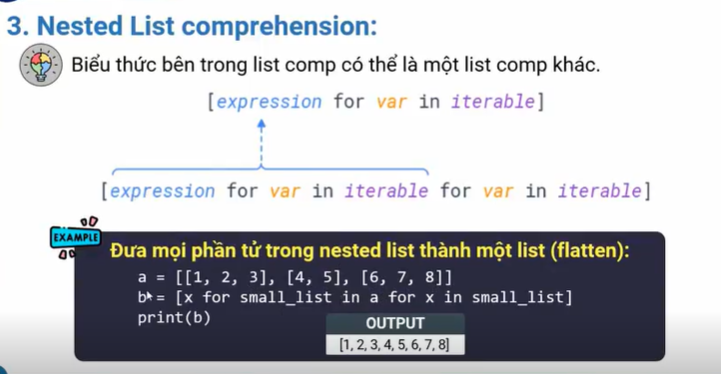 3. Nested List comprehension:
Biểu thức bên trong list comp có thể là một list comp khác.
[expression for var in iterable]
[expression for var in iterable for var in iterable]
EXAMPLE
Đưa mọi phần tử trong nested list thành một list (flatten):
a = [[1, 2, 3], [4, 5], [6, 7, 8]]
b = [x for small_list in a for x in small_list]
print(b)
OUTPUT
[1, 2, 3, 4, 5, 6, 7, 8]